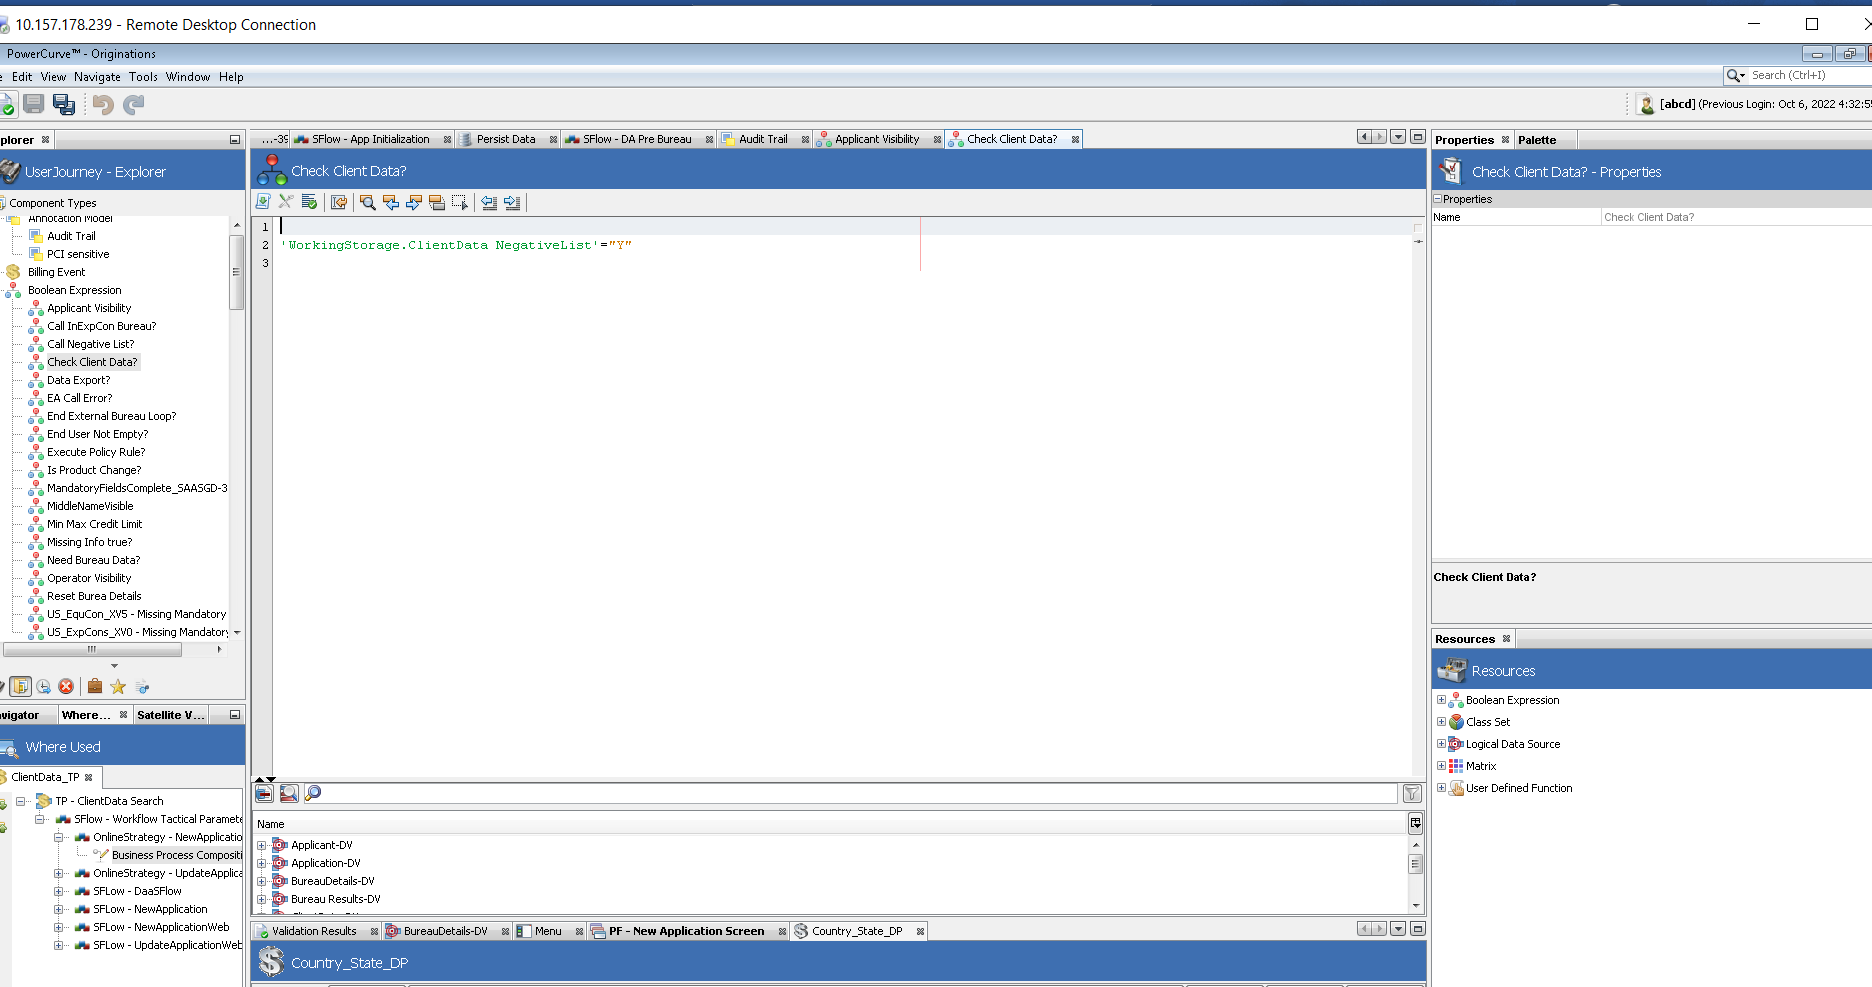 10.157.178.239 - Remote Desktop Connection
PowerCurve™ - Originations
Edit View Navigate Tools Window Help
Search (Ctrl+I)
[abcd] (Previous Login: Oct 6, 2022 4:32:5
plorer
UserJourney - Explorer
Component Types
Annotation Model
Audit Trail
PCI sensitive
Billing Event
Boolean Expression
Applicant Visibility
Call InExpCon Bureau?
Call Negative List?
Check Client Data?
Data Export?
EA Call Error?
End External Bureau Loop?
End User Not Empty?
Execute Policy Rule?
Is Product Change?
MandatoryFieldsComplete_SAASGD-3
MiddleNameVisible
Min Max Credit Limit
Missing Info true?
Need Bureau Data?
Operator Visibility
Reset Burea Details
US_EquCon_XV5 - Missing Mandatory
US_ExpCons_XV0 - Missing Mandatory
vigator Where... Satellite V...
Where Used
ClientData_TP
TP - ClientData Search
SFlow - Workflow Tactical Paramete
OnlineStrategy - NewApplicatio
Business Process Compositi
OnlineStrategy - UpdateApplica
SFLow - DaaSFlow
SFLow - NewApplication
SFLow - NewApplicationWeb
SFLow - UpdateApplicationWeb
...-39 SFlow - App Initialization Persist Data SFlow - DA Pre Bureau Audit Trail Applicant Visibility Check Client Data?
Check Client Data?
1
2 'WorkingStorage.ClientData NegativeList'="Y"
3
Name
Applicant-DV
Application-DV
BureauDetails-DV
Bureau Results-DV
Validation Results BureauDetails-DV Menu PF - New Application Screen Country_State_DP
Country_State_DP
Properties Palette
Check Client Data? - Properties
Properties
Name Check Client Data?
Check Client Data?
Resources
Resources
Boolean Expression
Class Set
Logical Data Source
Matrix
User Defined Function